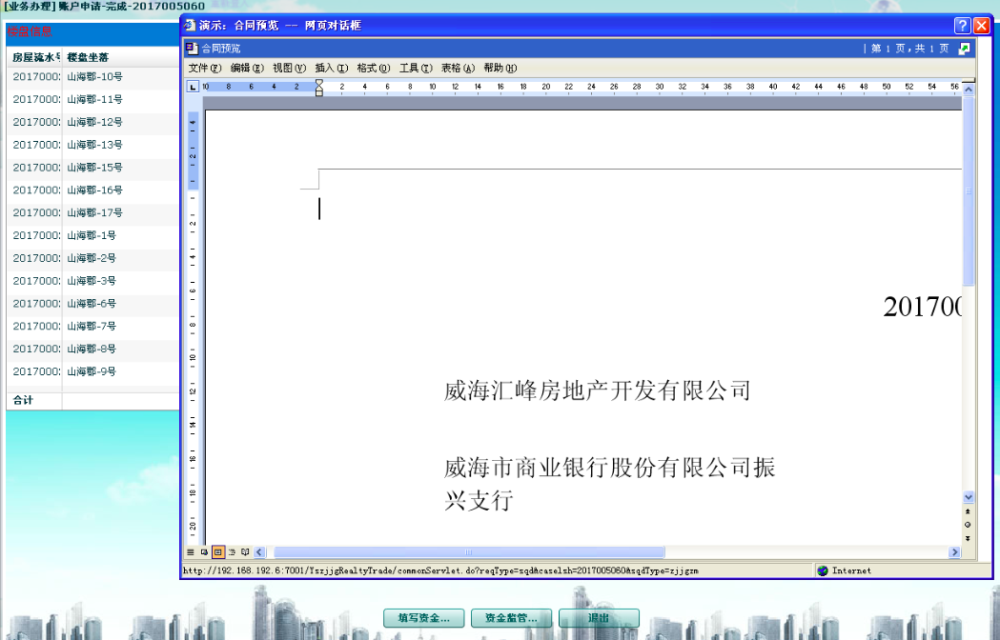 [业务办理]账户申请-完成-2017005060
楼盘信息
房屋流水号 楼盘坐落
2017000 山海郡-10号
2017000 山海郡-11号
2017000 山海郡-12号
2017000 山海郡-13号
2017000 山海郡-15号
2017000 山海郡-16号
2017000 山海郡-17号
2017000 山海郡-1号
2017000 山海郡-2号
2017000 山海郡-3号
2017000 山海郡-6号
2017000 山海郡-7号
2017000 山海郡-8号
2017000 山海郡-9号
合计
演示: 合同预览 -- 网页对话框
合同预览 | 第 1 页,共 1 页
文件(F) 编辑(E) 视图(V) 插入(I) 格式(O) 工具(T) 表格(A) 帮助(H)
10 8 6 4 2 2 4 6 8 10 12 14 16 18 20 22 24 26 28 30 32 34 36 38 40 42 44 46 48 50 52 54 56
201700
威海汇峰房地产开发有限公司
威海市商业银行股份有限公司振
兴支行
http://192.168.192.6:7001/YszjjgRealtyTrade/commonServlet.do?reqType=sqd&caselsh=2017005060&sqdType=zjjgzm Internet
填写资金... 资金监管... 退出